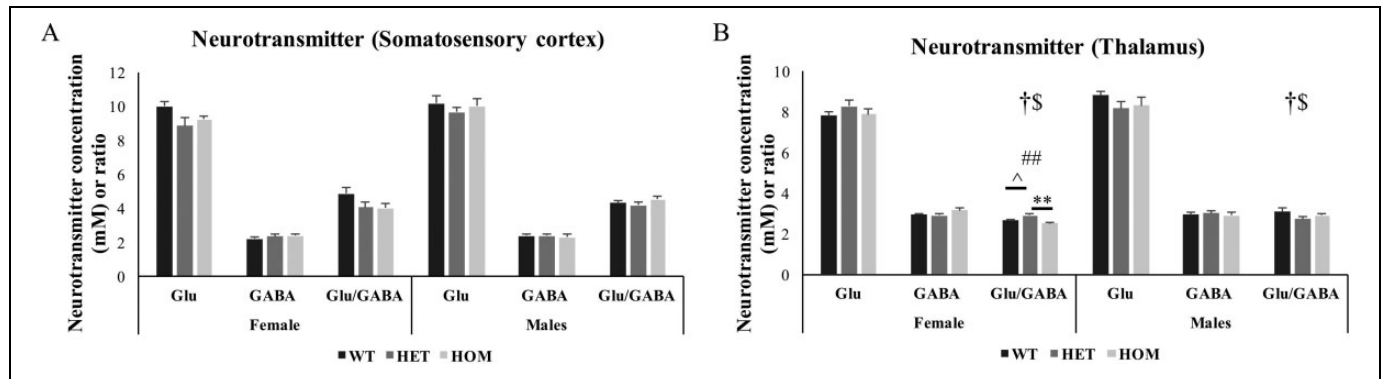 A
Neurotransmitter (Somatosensory cortex)
Neurotransmitter concentration
(mM) or ratio
12
10
8
6
4
2
0
Glu GABA Glu/GABA Glu GABA Glu/GABA
Female Males
WT HET HOM
B
Neurotransmitter (Thalamus)
Neurotransmitter concentration
(mM) or ratio
10
8
6
4
2
0
†$ †$
##
^
**
Glu GABA Glu/GABA Glu GABA Glu/GABA
Female Males
WT HET HOM